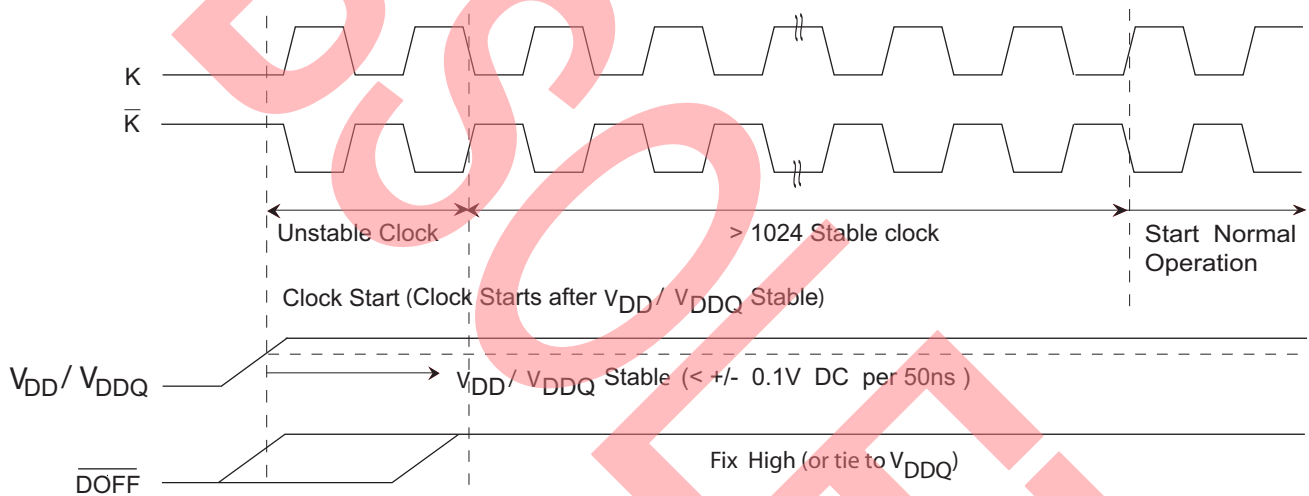 K
K̅
Unstable Clock
> 1024 Stable clock
Start Normal
Operation
Clock Start (Clock Starts after VDD / VDDQ Stable)
VDD / VDDQ
VDD / VDDQ Stable (< +/- 0.1V DC per 50ns )
D̅O̅F̅F̅
Fix High (or tie to VDDQ)